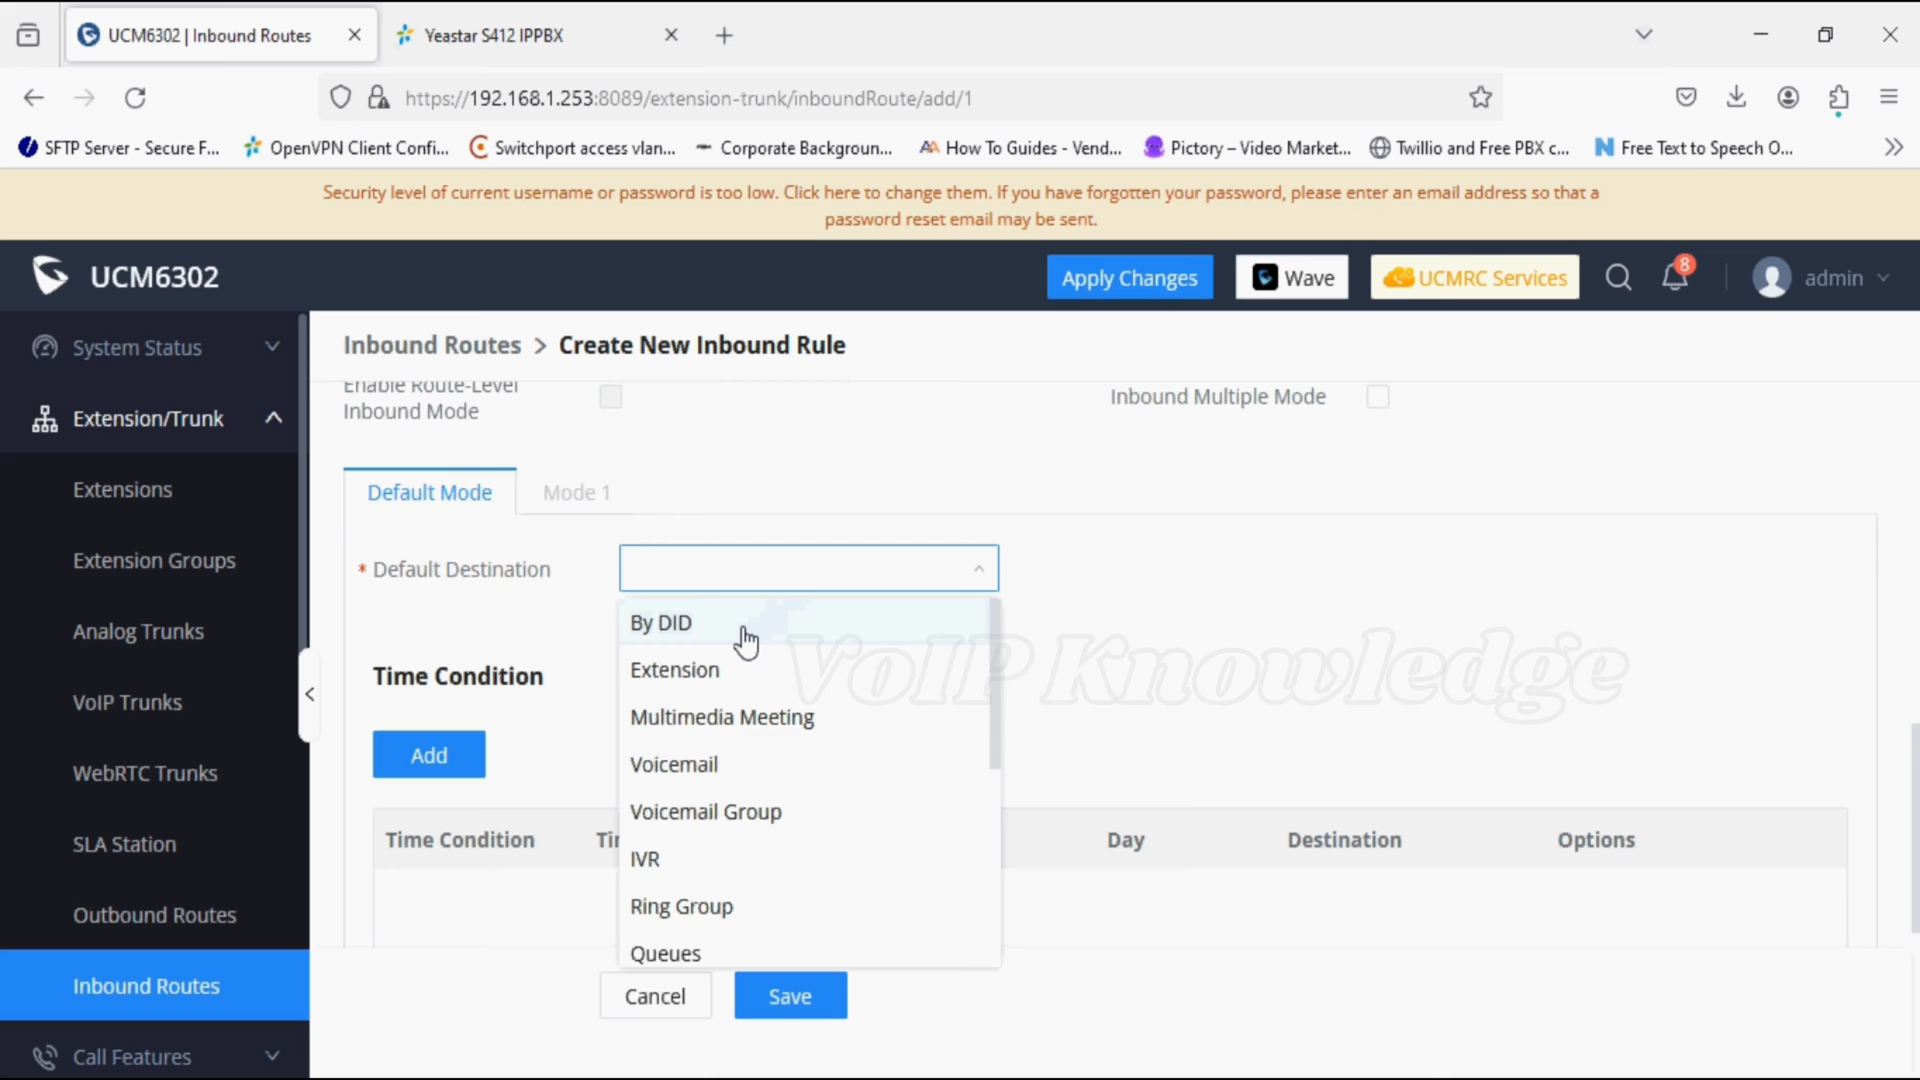 UCM6302 | Inbound Routes
Yeastar S412 IPPBX
https://192.168.1.253:8089/extension-trunk/inboundRoute/add/1
SFTP Server - Secure F...
OpenVPN Client Confi...
Switchport access vlan...
Corporate Backgroun...
How To Guides - Vend...
Pictory – Video Market...
Twillio and Free PBX c...
Free Text to Speech O...
Security level of current username or password is too low. Click here to change them. If you have forgotten your password, please enter an email address so that a
password reset email may be sent.
UCM6302
Apply Changes
Wave
UCMRC Services
8
admin
System Status
Extension/Trunk
Extensions
Extension Groups
Analog Trunks
VoIP Trunks
WebRTC Trunks
SLA Station
Outbound Routes
Inbound Routes
Call Features
Inbound Routes > Create New Inbound Rule
Enable Route-Level
Inbound Mode
Inbound Multiple Mode
Default Mode
Mode 1
* Default Destination
By DID
Extension
Multimedia Meeting
Voicemail
Voicemail Group
IVR
Ring Group
Queues
VoIP Knowledge
Time Condition
Add
Time Condition
Day
Destination
Options
Cancel
Save